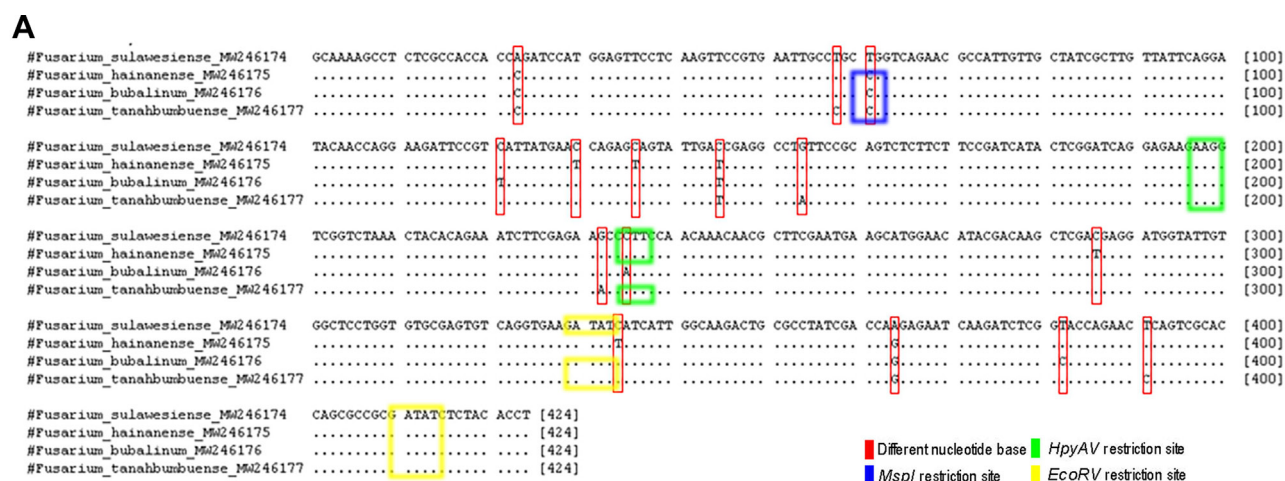 A
#Fusarium_sulawesiense_MW246174 GCAAAAGCCT CTCGCCACCA CCAGATCCAT GGAGTTCCTC AAGTTCCGTG AATTGCCTGC TGGTCAGAAC GCCATTGTTG CTATCGCTTG TTATTCAGGA [100]
#Fusarium_hainanense_MW246175 .......... .......... ..C....... .......... .......... .......... C......... .......... .......... .......... [100]
#Fusarium_bubalinum_MW246176 .......... .......... ..C....... .......... .......... .......... C......... .......... .......... .......... [100]
#Fusarium_tanahbumbuense_MW246177 .......... .......... ..C....... .......... .......... .......C.. C......... .......... .......... .......... [100]
#Fusarium_sulawesiense_MW246174 TACAACCAGG AAGATTCCGT CATTATGAAC CAGAGCAGTA TTGACCGAGG CCTGTTCCGC AGTCTCTTCT TCCGATCATA CTCGGATCAG GAGAAGAAGG [200]
#Fusarium_hainanense_MW246175 .......... .......... .........T .....T.... .......... .......... .......... .......... .......... .......... [200]
#Fusarium_bubalinum_MW246176 .......... .......... T......... .......... ....T..... .......... .......... .......... .......... .......... [200]
#Fusarium_tanahbumbuense_MW246177 .......... .......... .......... .......... ....T..... ...A...... .......... .......... .......... .......... [200]
#Fusarium_sulawesiense_MW246174 TCGGTCTAAA CTACACAGAA ATCTTCGAGA AGCCCTTCCA ACAAACAACG CTTCGAATGA AGCATGGAAC ATACGACAAG CTCGACGAGG ATGGTATTGT [300]
#Fusarium_hainanense_MW246175 .......... .......... .......... .......... .......... .......... .......... .......... .....T.... .......... [300]
#Fusarium_bubalinum_MW246176 .......... .......... .......... ....A..... .......... .......... .......... .......... .......... .......... [300]
#Fusarium_tanahbumbuense_MW246177 .......... .......... .......... .A........ .......... .......... .......... .......... .......... .......... [300]
#Fusarium_sulawesiense_MW246174 GGCTCCTGGT GTGCGAGTGT CAGGTGAAGA TATCATCATT GGCAAGACTG CGCCTATCGA CCAAGAGAAT CAAGATCTCG GTACCAGAAC TCAGTCGCAC [400]
#Fusarium_hainanense_MW246175 .......... .......... .......... ...T...... .......... .......... ...G...... .......... .......... .......... [400]
#Fusarium_bubalinum_MW246176 .......... .......... .......... .......... .......... .......... ...G...... .......... .C........ .......... [400]
#Fusarium_tanahbumbuense_MW246177 .......... .......... .......... .......... .......... .......... ...G...... .......... .......... C......... [400]
#Fusarium_sulawesiense_MW246174 CAGCGCCGCG ATATCTCTAC ACCT [424]
#Fusarium_hainanense_MW246175 .......... .......... .... [424]
#Fusarium_bubalinum_MW246176 .......... .......... .... [424]
#Fusarium_tanahbumbuense_MW246177 .......... .......... .... [424]
Different nucleotide base HpyAV restriction site
MspI restriction site EcoRV restriction site